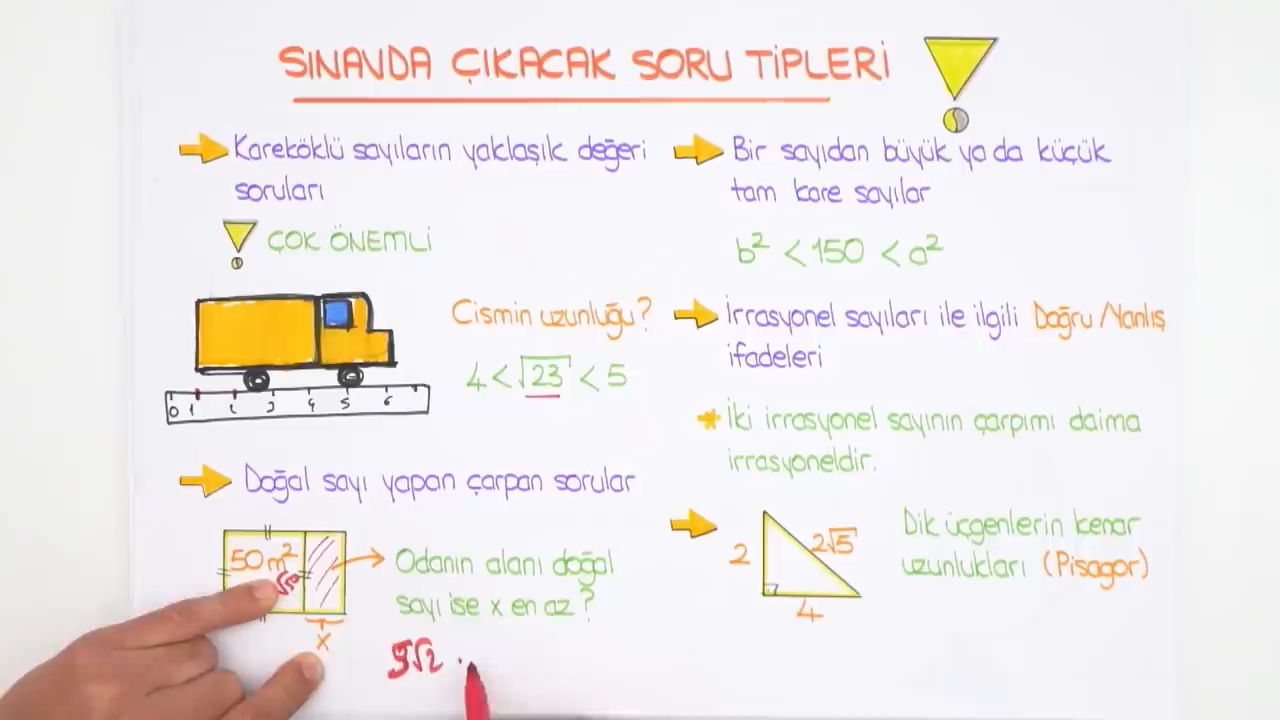 SINAVDA ÇIKACAK SORU TİPLERİ
Kareköklü sayıların yaklaşık değeri
soruları
ÇOK ÖNEMLİ
Cismin uzunluğu?
4 < √23 < 5
0 1 2 3 4 5 6
Doğal sayı yapan çarpan sorular
50 m²
√50
x
Odanın alanı doğal
sayı ise x en az?
5√2 .
Bir sayıdan büyük ya da küçük
tam kare sayılar
b² < 150 < a²
İrrasyonel sayıları ile ilgili Doğru/Yanlış
ifadeleri
* İki irrasyonel sayının çarpımı daima
irrasyoneldir.
2
2√5
4
Dik üçgenlerin kenar
uzunlukları (Pisagor)